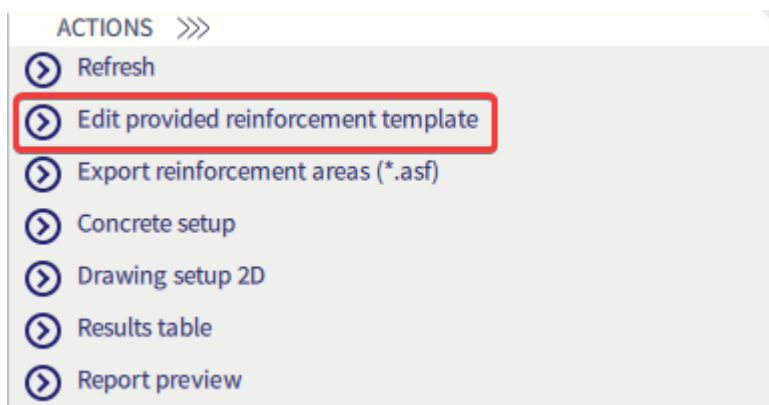 ACTIONS >>>
Refresh
Edit provided reinforcement template
Export reinforcement areas (*.asf)
Concrete setup
Drawing setup 2D
Results table
Report preview